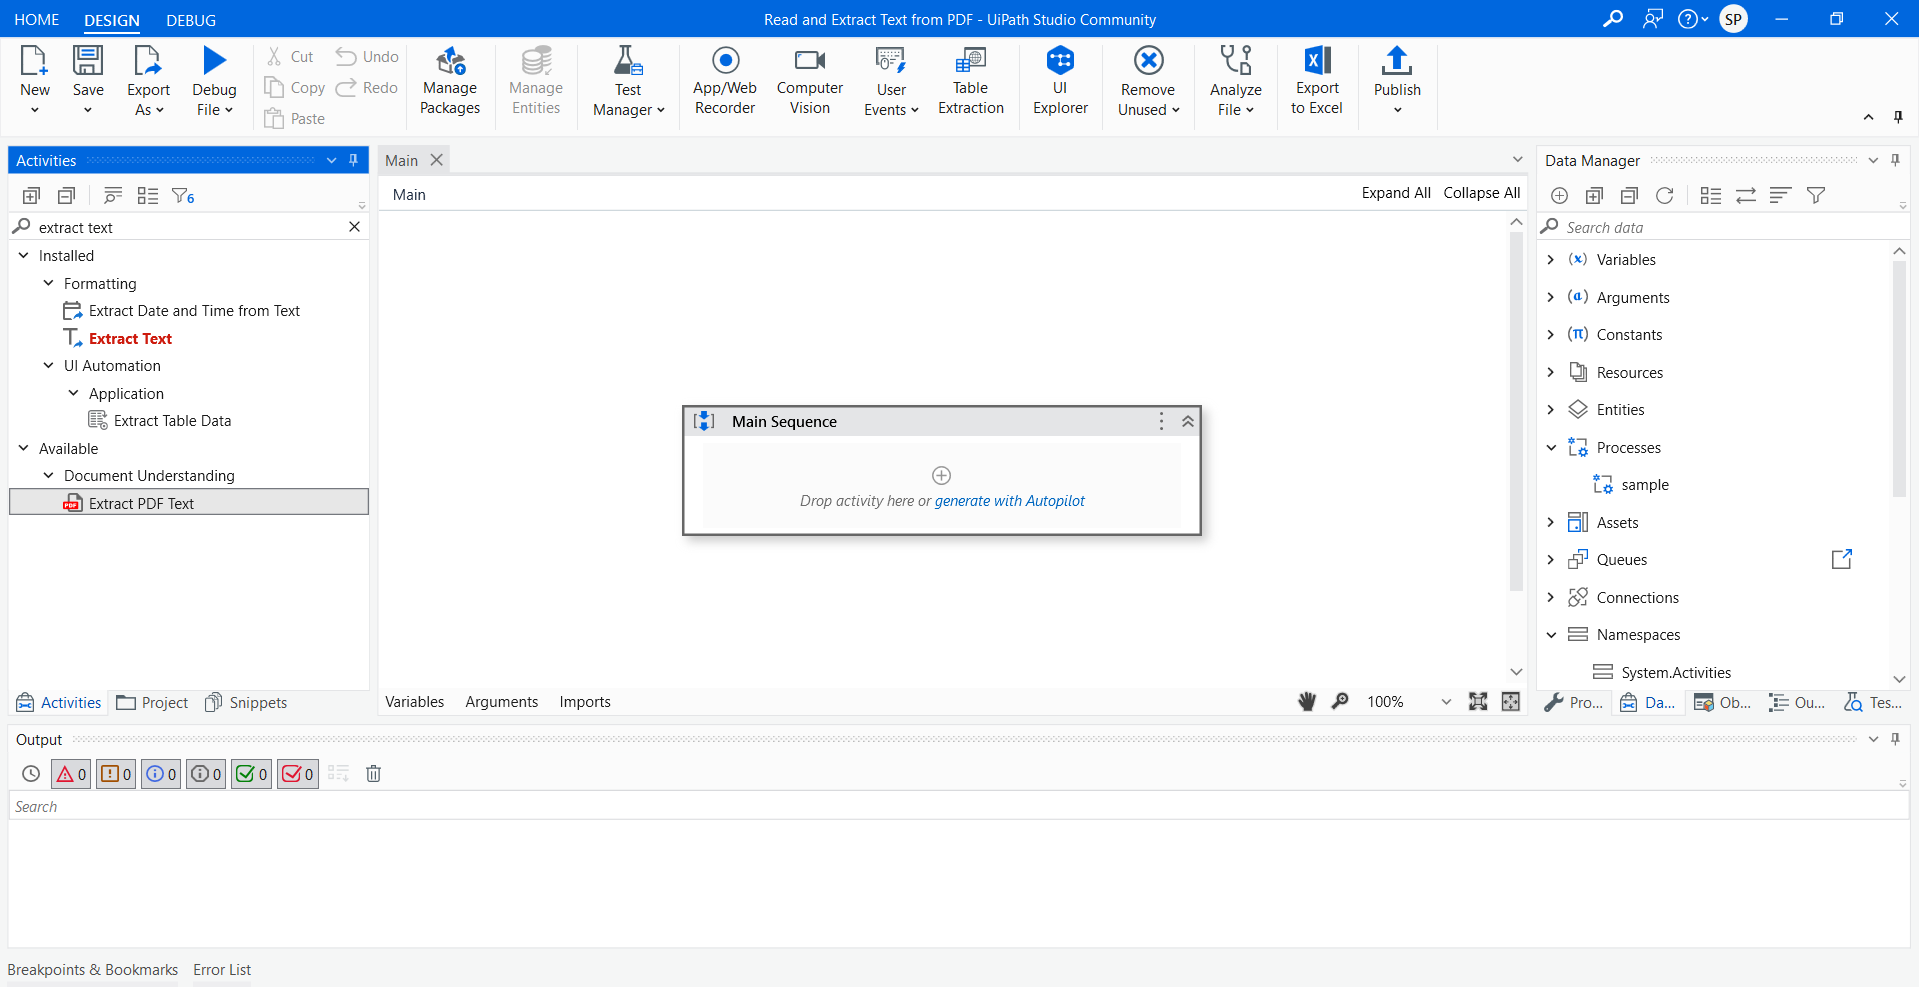 HOME DESIGN DEBUG Read and Extract Text from PDF - UiPath Studio Community SP
New
Save
Export As
Debug File
Cut
Copy
Paste
Undo
Redo
Manage Packages
Manage Entities
Test Manager
App/Web Recorder
Computer Vision
User Events
Table Extraction
UI Explorer
Remove Unused
Analyze File
Export to Excel
Publish
Activities
6
extract text
Installed
Formatting
Extract Date and Time from Text
Extract Text
UI Automation
Application
Extract Table Data
Available
Document Understanding
PDF Extract PDF Text
Activities Project Snippets
Main
Main Expand All Collapse All
Main Sequence
Drop activity here or generate with Autopilot
Variables Arguments Imports 100%
Data Manager
Search data
(x) Variables
(a) Arguments
(π) Constants
Resources
Entities
Processes
sample
Assets
Queues
Connections
Namespaces
System.Activities
Pro... Da... Ob... Ou... Tes...
Output
0 0 0 0 0 0
Search
Breakpoints & Bookmarks Error List